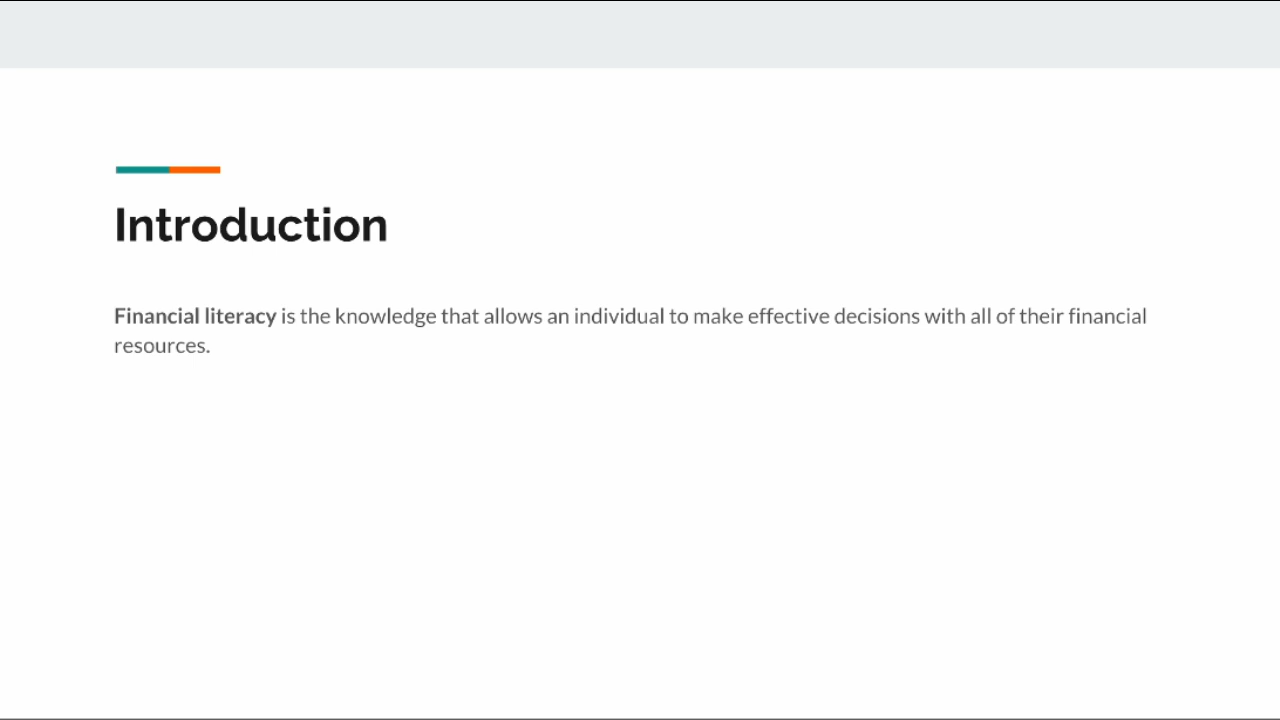 Introduction
Financial literacy is the knowledge that allows an individual to make effective decisions with all of their financial
resources.